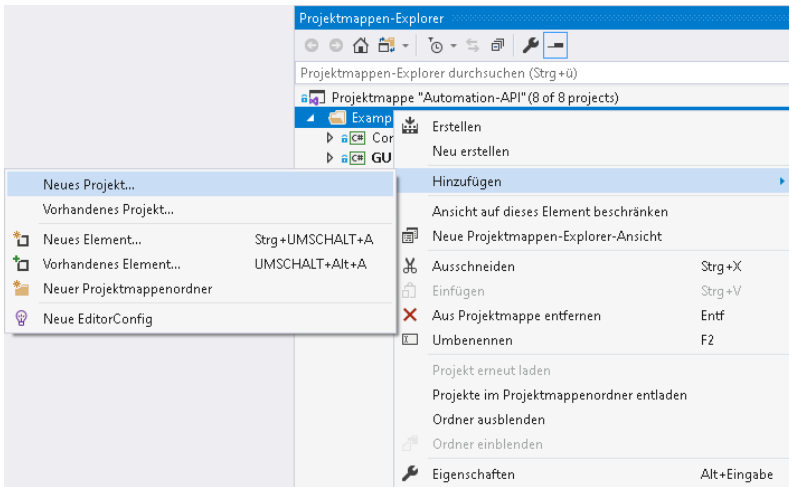 Projektmappen-Explorer
Projektmappen-Explorer durchsuchen (Strg+ü)
Projektmappe "Automation-API" (8 of 8 projects)
Examp
C# Cor
C# GU
Erstellen
Neu erstellen
Hinzufügen
Ansicht auf dieses Element beschränken
Neue Projektmappen-Explorer-Ansicht
Ausschneiden Strg+X
Einfügen Strg+V
Aus Projektmappe entfernen Entf
Umbenennen F2
Projekt erneut laden
Projekte im Projektmappenordner entladen
Ordner ausblenden
Ordner einblenden
Eigenschaften Alt+Eingabe
Neues Projekt...
Vorhandenes Projekt...
Neues Element... Strg+UMSCHALT+A
Vorhandenes Element... UMSCHALT+Alt+A
Neuer Projektmappenordner
Neue EditorConfig